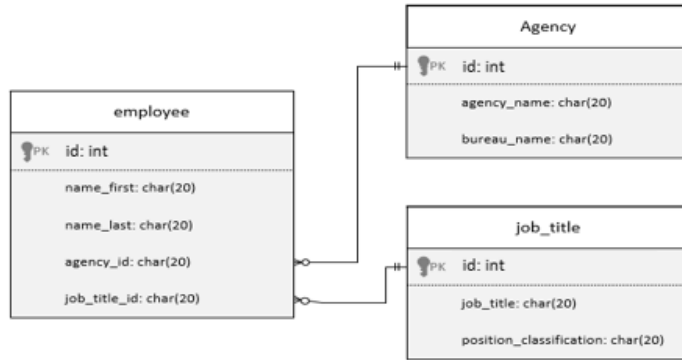 Agency
PK id: int
agency_name: char(20)
bureau_name: char(20)
employee
PK id: int
name_first: char(20)
name_last: char(20)
agency_id: char(20)
job_title_id: char(20)
job_title
PK id: int
job_title: char(20)
position_classification: char(20)